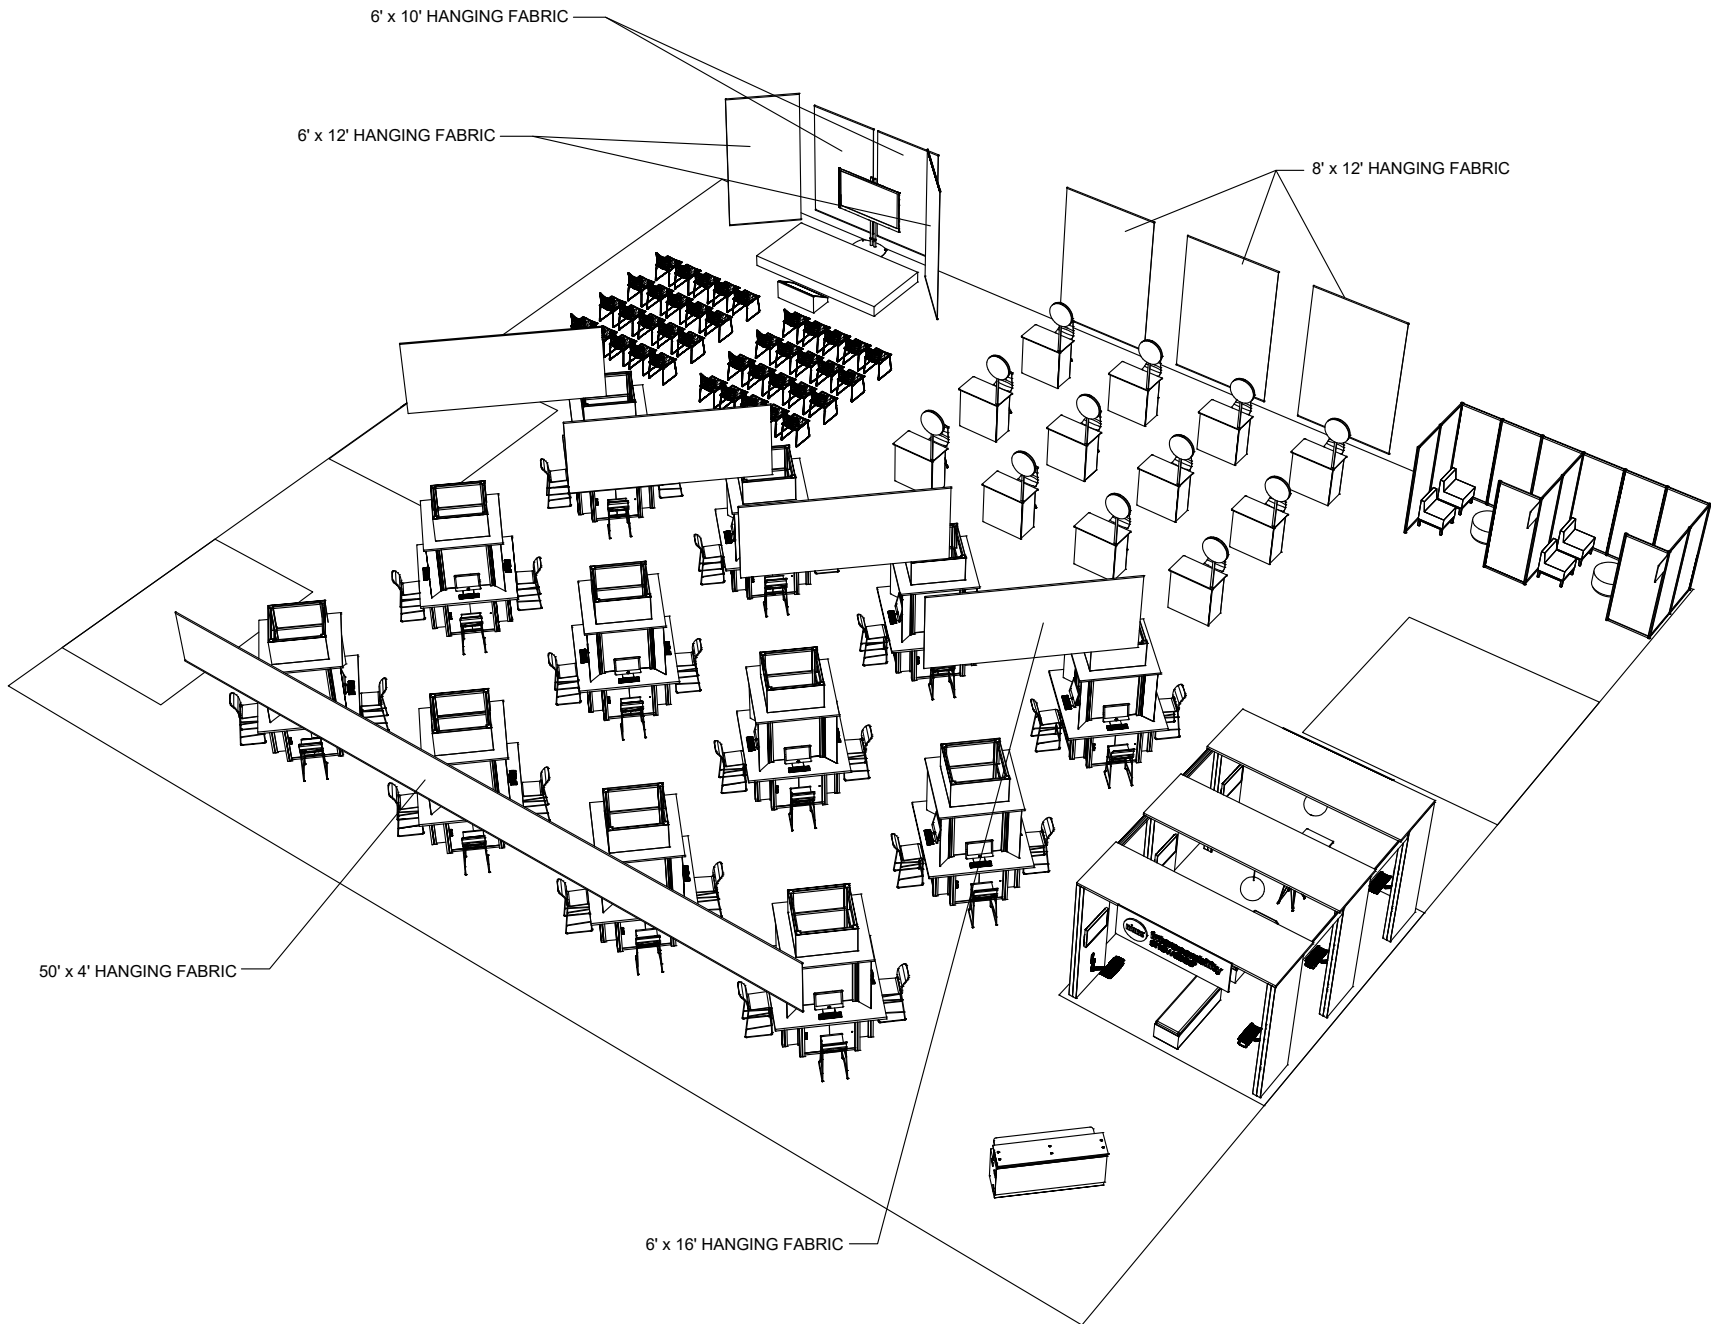 6' x 10' HANGING FABRIC
6' x 12' HANGING FABRIC
8' x 12' HANGING FABRIC
50' x 4' HANGING FABRIC
6' x 16' HANGING FABRIC